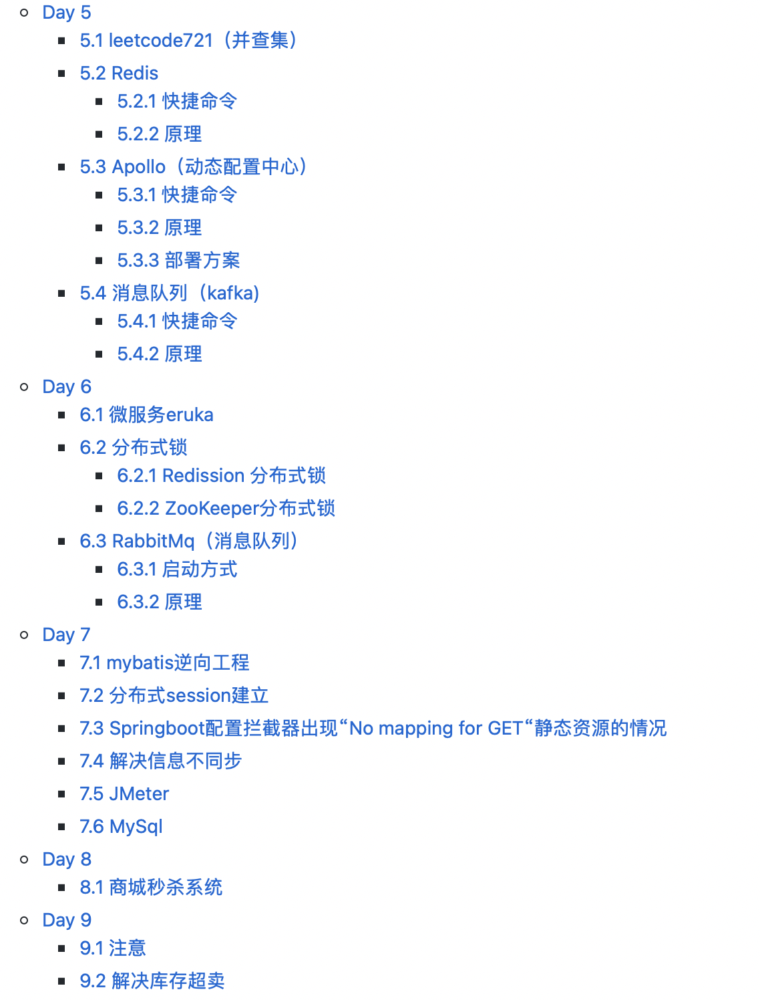 Day 5
5.1 leetcode721（并查集）
5.2 Redis
5.2.1 快捷命令
5.2.2 原理
5.3 Apollo（动态配置中心）
5.3.1 快捷命令
5.3.2 原理
5.3.3 部署方案
5.4 消息队列（kafka)
5.4.1 快捷命令
5.4.2 原理
Day 6
6.1 微服务eruka
6.2 分布式锁
6.2.1 Redission 分布式锁
6.2.2 ZooKeeper分布式锁
6.3 RabbitMq（消息队列）
6.3.1 启动方式
6.3.2 原理
Day 7
7.1 mybatis逆向工程
7.2 分布式session建立
7.3 Springboot配置拦截器出现“No mapping for GET“静态资源的情况
7.4 解决信息不同步
7.5 JMeter
7.6 MySql
Day 8
8.1 商城秒杀系统
Day 9
9.1 注意
9.2 解决库存超卖